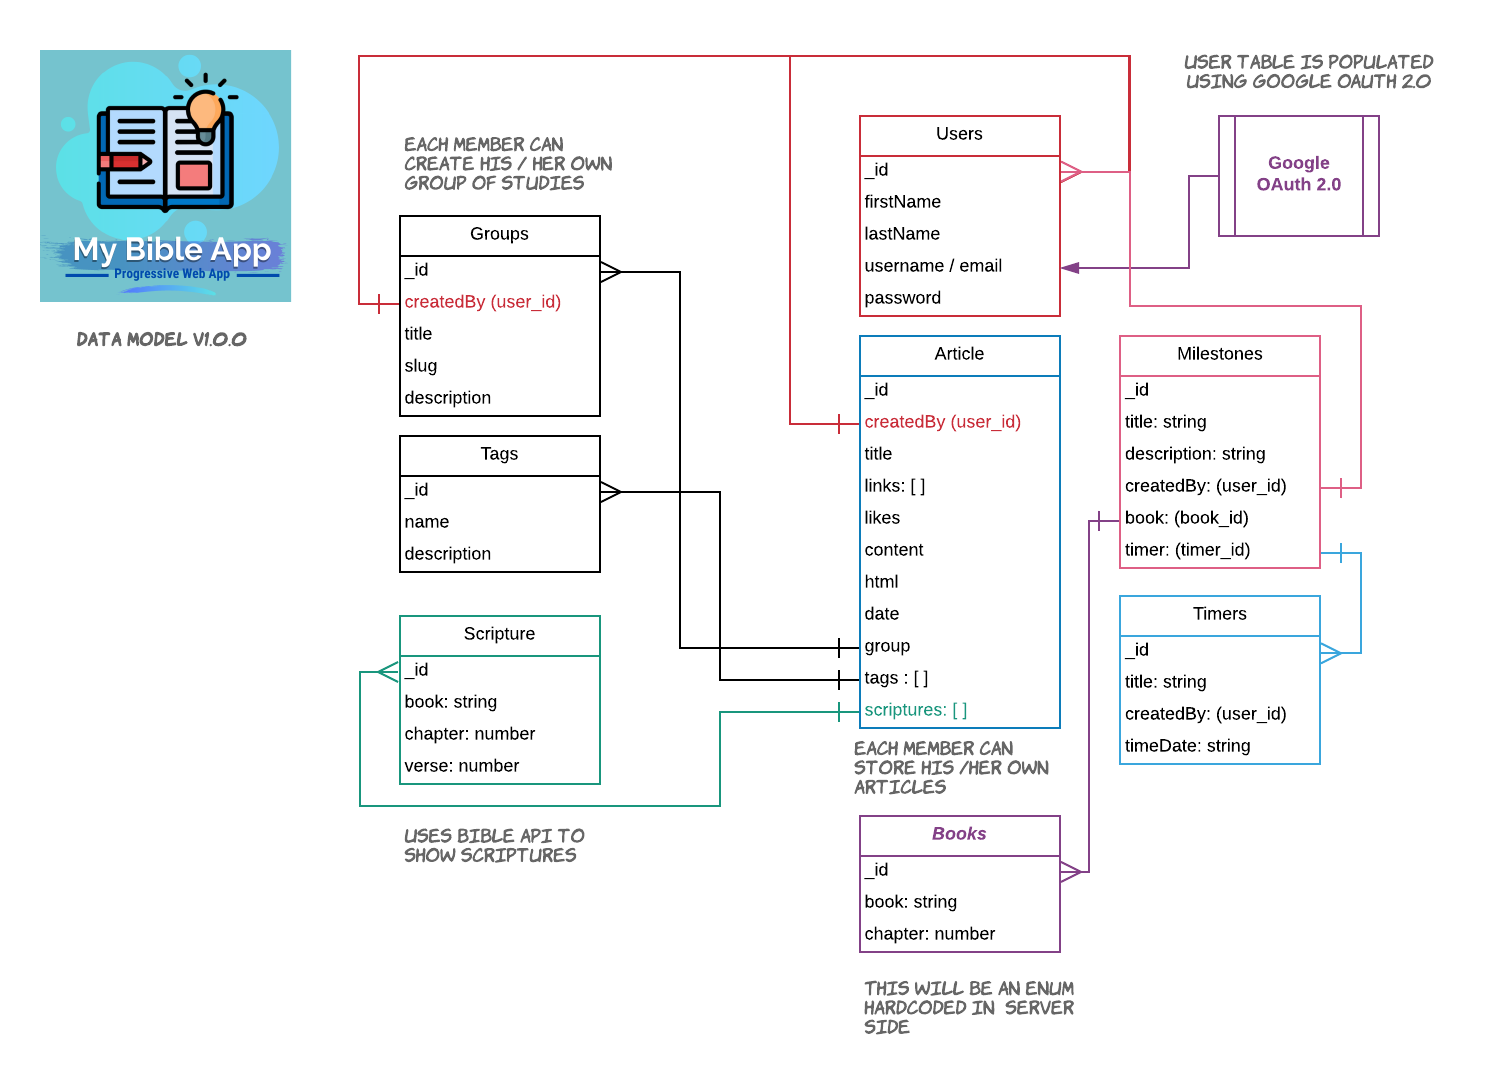 My Bible App
Progressive Web App
DATA MODEL V1.0.0
EACH MEMBER CAN
CREATE HIS / HER OWN
GROUP OF STUDIES
Groups
_id
createdBy (user_id)
title
slug
description
Tags
_id
name
description
Scripture
_id
book: string
chapter: number
verse: number
USES BIBLE API TO
SHOW SCRIPTURES
Users
_id
firstName
lastName
username / email
password
Article
_id
createdBy (user_id)
title
links: [ ]
likes
content
html
date
group
tags : [ ]
scriptures: [ ]
EACH MEMBER CAN
STORE HIS /HER OWN
ARTICLES
Books
_id
book: string
chapter: number
THIS WILL BE AN ENUM
HARDCODED IN SERVER
SIDE
USER TABLE IS POPULATED
USING GOOGLE OAUTH 2.0
Google
OAuth 2.0
Milestones
_id
title: string
description: string
createdBy: (user_id)
book: (book_id)
timer: (timer_id)
Timers
_id
title: string
createdBy: (user_id)
timeDate: string